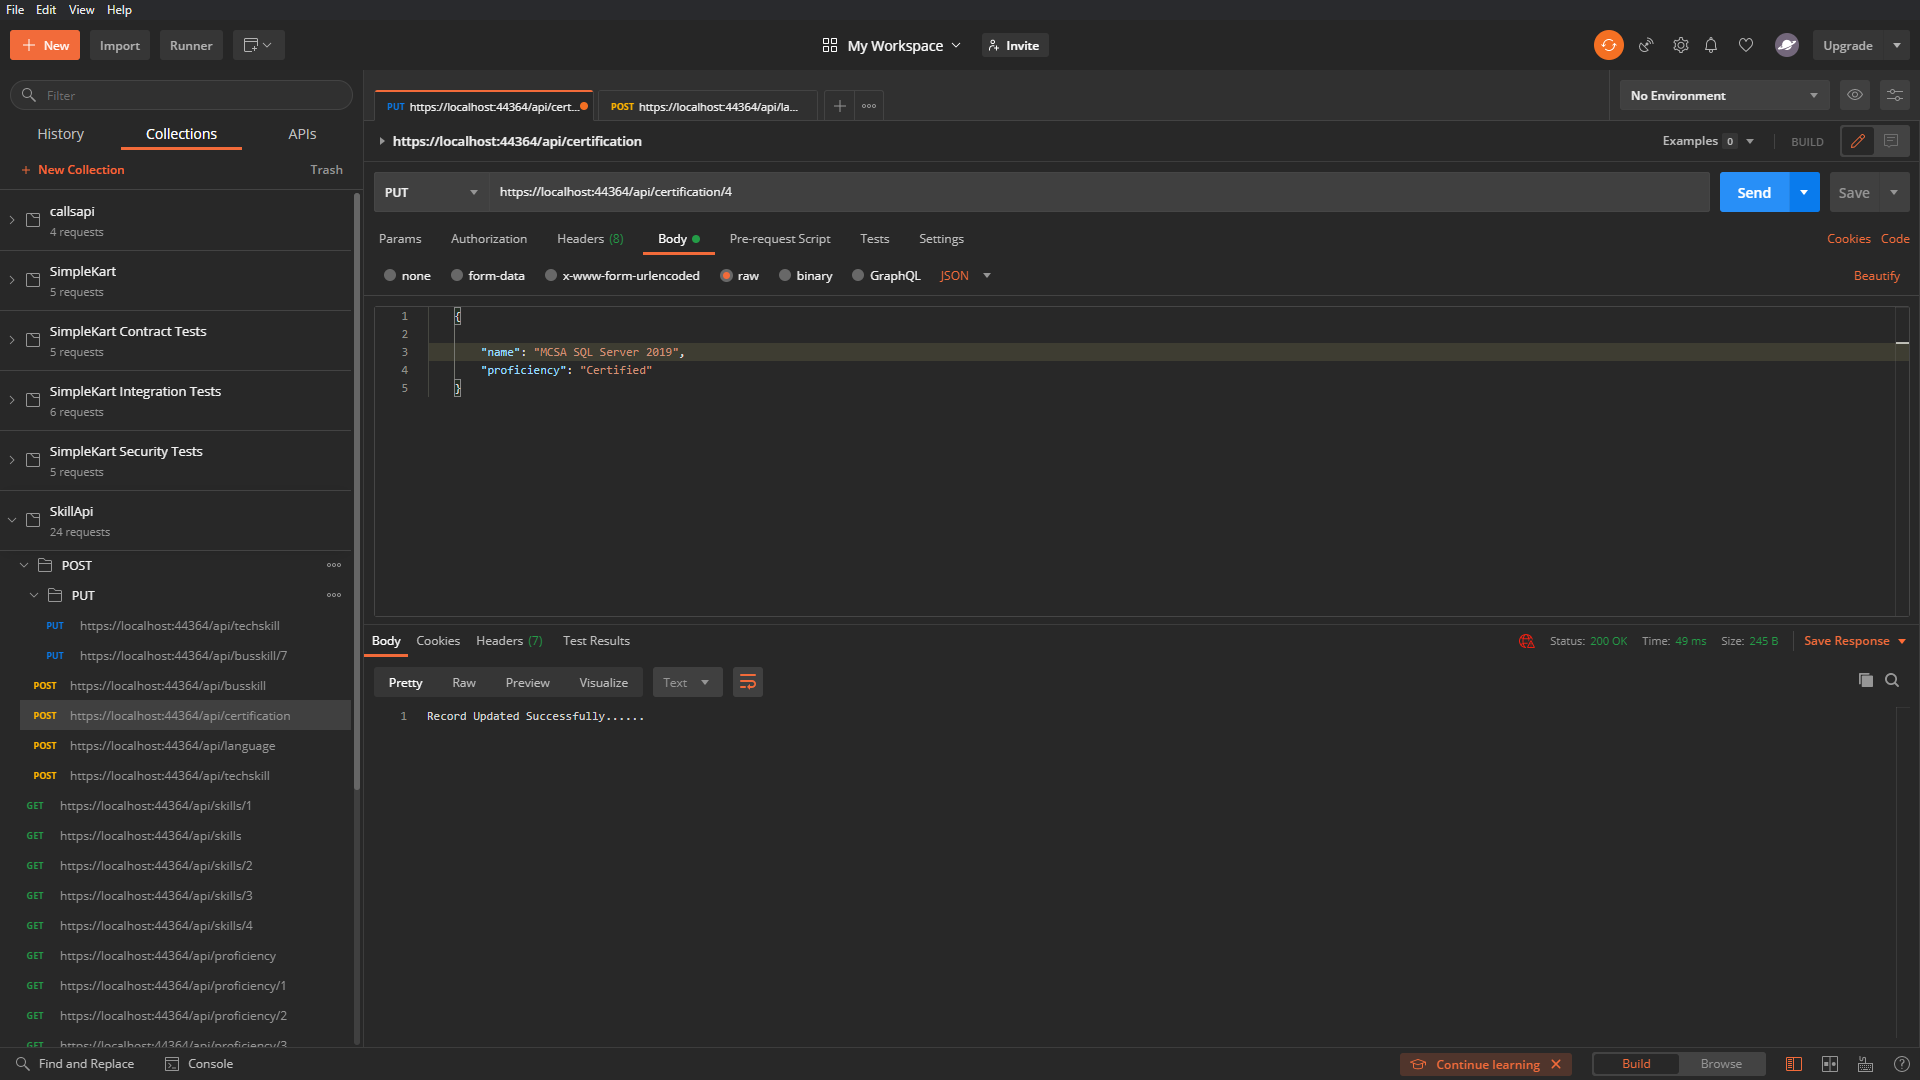 File Edit View Help
New Import Runner My Workspace Invite Upgrade
Filter
History Collections APIs
New Collection Trash
callsapi
4 requests
SimpleKart
5 requests
SimpleKart Contract Tests
5 requests
SimpleKart Integration Tests
6 requests
SimpleKart Security Tests
5 requests
SkillApi
24 requests
POST
PUT
PUT https://localhost:44364/api/techskill
PUT https://localhost:44364/api/busskill/7
POST https://localhost:44364/api/busskill
POST https://localhost:44364/api/certification
POST https://localhost:44364/api/language
POST https://localhost:44364/api/techskill
GET https://localhost:44364/api/skills/1
GET https://localhost:44364/api/skills
GET https://localhost:44364/api/skills/2
GET https://localhost:44364/api/skills/3
GET https://localhost:44364/api/skills/4
GET https://localhost:44364/api/proficiency
GET https://localhost:44364/api/proficiency/1
GET https://localhost:44364/api/proficiency/2
GET https://localhost:44364/api/proficiency/3
PUT https://localhost:44364/api/cert... POST https://localhost:44364/api/la... No Environment
https://localhost:44364/api/certification Examples 0 BUILD
PUT https://localhost:44364/api/certification/4 Send Save
Params Authorization Headers (8) Body Pre-request Script Tests Settings Cookies Code
none form-data x-www-form-urlencoded raw binary GraphQL JSON Beautify
1 {
2
3 "name": "MCSA SQL Server 2019",
4 "proficiency": "Certified"
5 }
Body Cookies Headers (7) Test Results Status: 200 OK Time: 49 ms Size: 245 B Save Response
Pretty Raw Preview Visualize Text
1 Record Updated Successfully......
Find and Replace Console Continue learning Build Browse